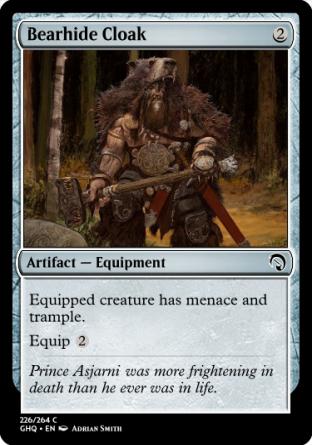 Bearhide Cloak 2
Artifact — Equipment
Equipped creature has menace and
trample.
Equip 2
Prince Asjarni was more frightening in
death than he ever was in life.
226/264 C
GHQ • EN Adrian Smith